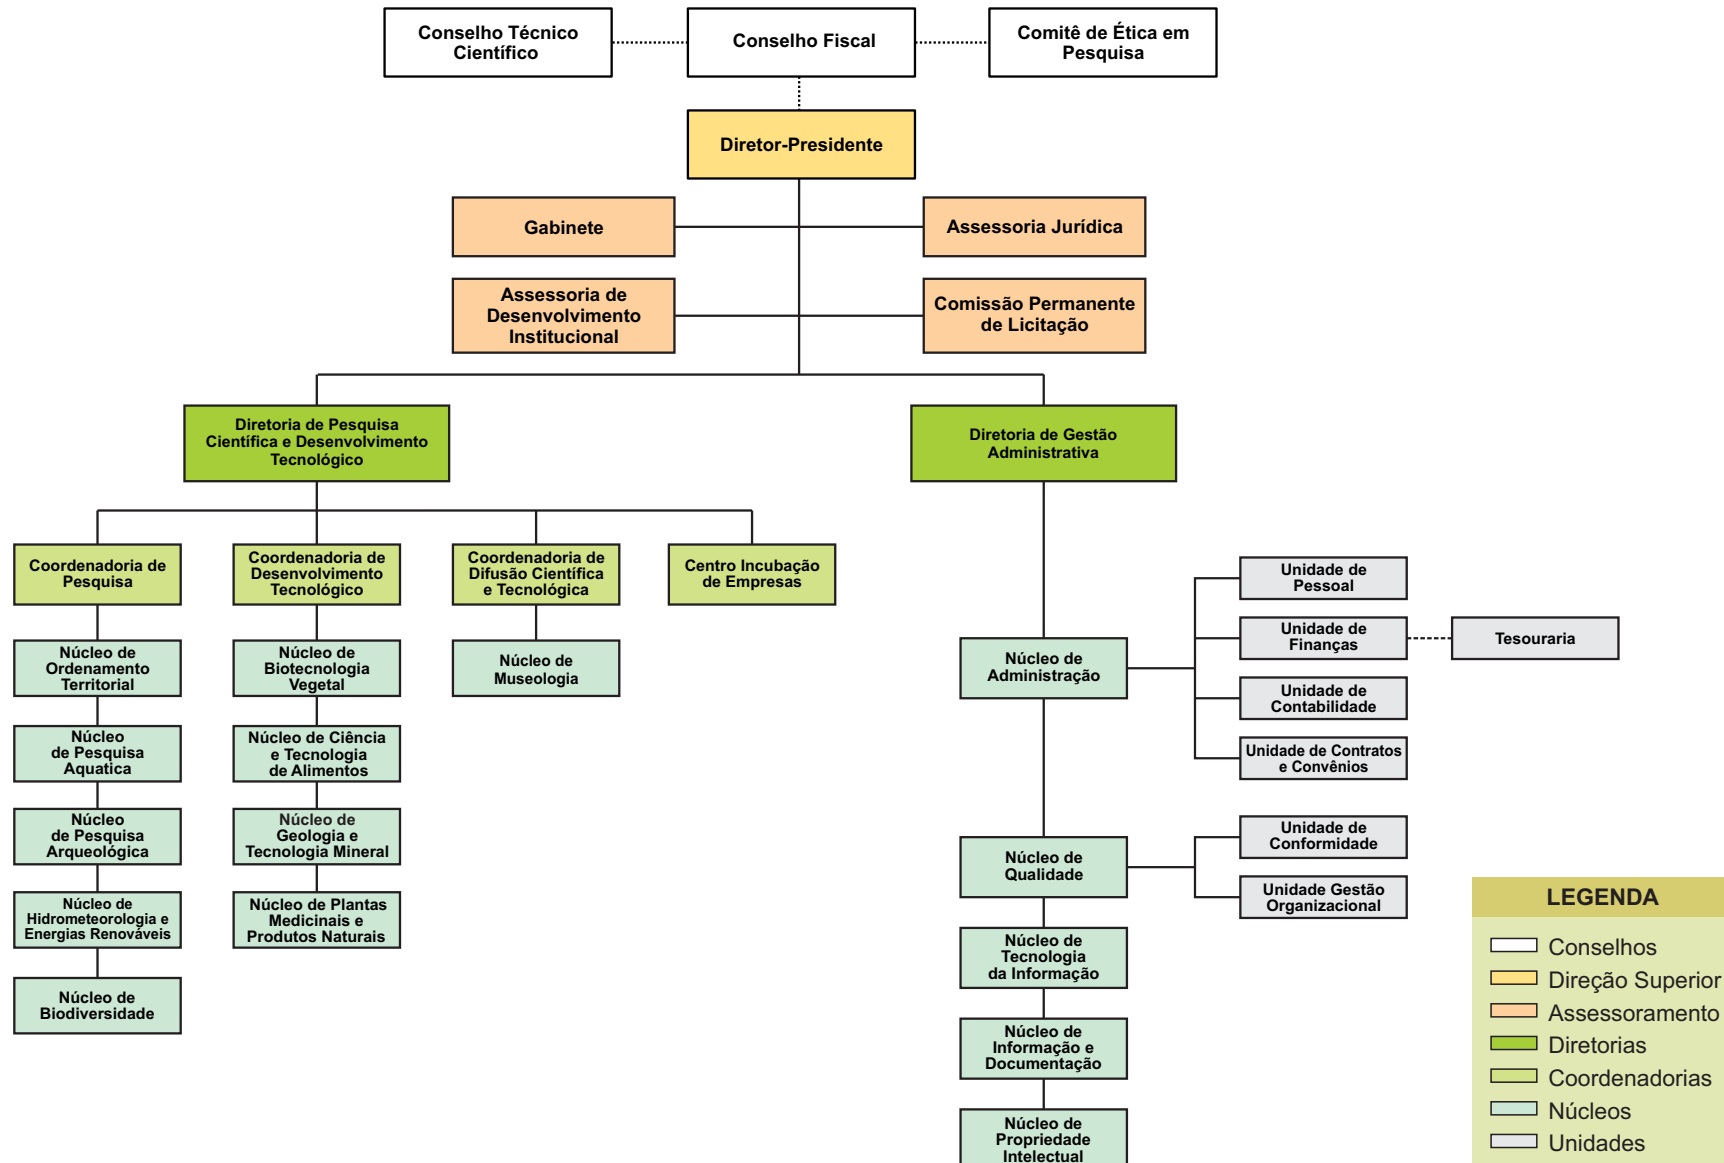 Conselho Técnico
Científico
Conselho Fiscal
Comitê de Ética em
Pesquisa
Diretor-Presidente
Gabinete
Assessoria Jurídica
Assessoria de
Desenvolvimento
Institucional
Comissão Permanente
de Licitação
Diretoria de Pesquisa
Científica e Desenvolvimento
Tecnológico
Diretoria de Gestão
Administrativa
Coordenadoria de
Pesquisa
Coordenadoria de
Desenvolvimento
Tecnológico
Coordenadoria de
Difusão Científica
e Tecnológica
Centro Incubação
de Empresas
Núcleo de
Ordenamento
Territorial
Núcleo
de Pesquisa
Aquatica
Núcleo
de Pesquisa
Arqueológica
Núcleo de
Hidrometeorologia e
Energias Renováveis
Núcleo de
Biodiversidade
Núcleo de
Biotecnologia
Vegetal
Núcleo de Ciência
e Tecnologia
de Alimentos
Núcleo de
Geologia e
Tecnologia Mineral
Núcleo de Plantas
Medicinais e
Produtos Naturais
Núcleo de
Museologia
Núcleo de
Administração
Unidade de
Pessoal
Unidade de
Finanças
Tesouraria
Unidade de
Contabilidade
Unidade de Contratos
e Convênios
Núcleo de
Qualidade
Unidade de
Conformidade
Unidade Gestão
Organizacional
Núcleo de
Tecnologia
da Informação
Núcleo de
Informação e
Documentação
Núcleo de
Propriedade
Intelectual
LEGENDA
Conselhos
Direção Superior
Assessoramento
Diretorias
Coordenadorias
Núcleos
Unidades